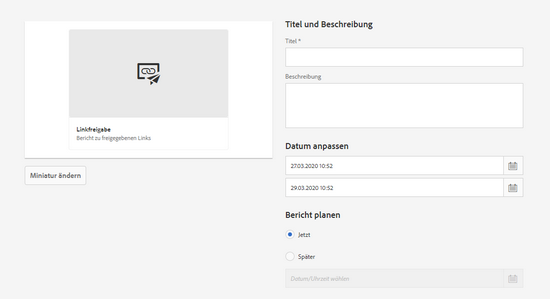 Linkfreigabe
Bericht zu freigegebenen Links
Miniatur ändern
Titel und Beschreibung
Titel *
Beschreibung
Datum anpassen
27.03.2020 10:52
29.03.2020 10:52
Bericht planen
Jetzt
Später
Datum/Uhrzeit wählen